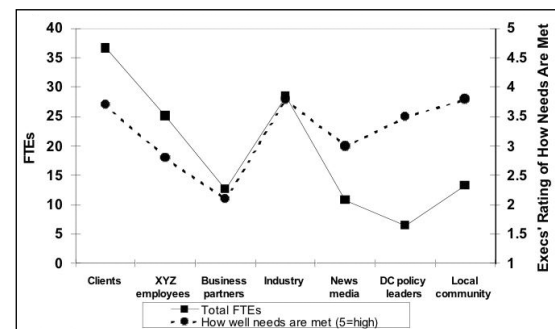 40
35
30
25
20
15
10
5
0
FTEs
5
4.5
4
3.5
3
2.5
2
1.5
1
Execs' Rating of How Needs Are Met
Clients
XYZ
employees
Business
partners
Industry
News
media
DC policy
leaders
Local
community
Total FTEs
How well needs are met (5=high)